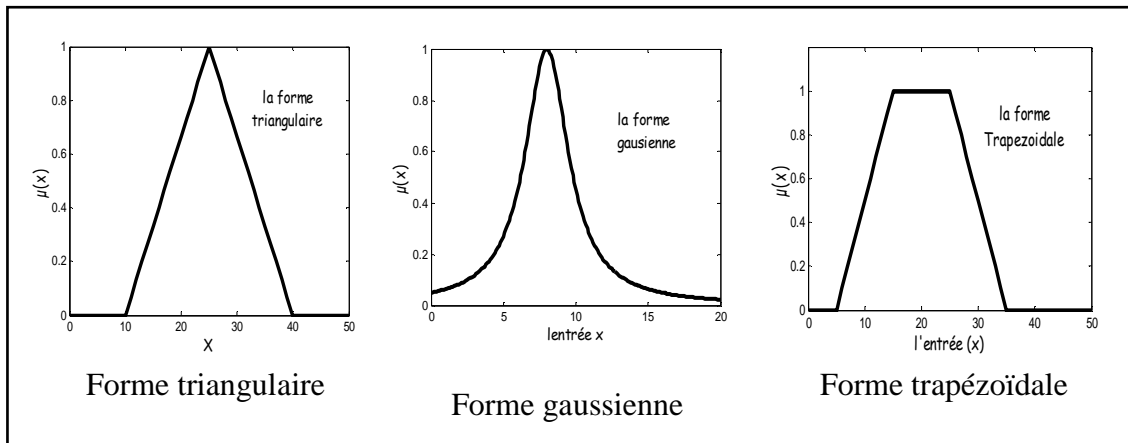 1
0.8
0.6
0.4
0.2
0
μ(x)
la forme
triangulaire
0 10 20 30 40 50
X
Forme triangulaire
1
0.8
0.6
0.4
0.2
0
μ(x)
la forme
gausienne
0 5 10 15 20
lentrée x
Forme gaussienne
1
0.8
0.6
0.4
0.2
0
μ(x)
la forme
Trapezoidale
0 10 20 30 40 50
l'entrée (x)
Forme trapézoïdale